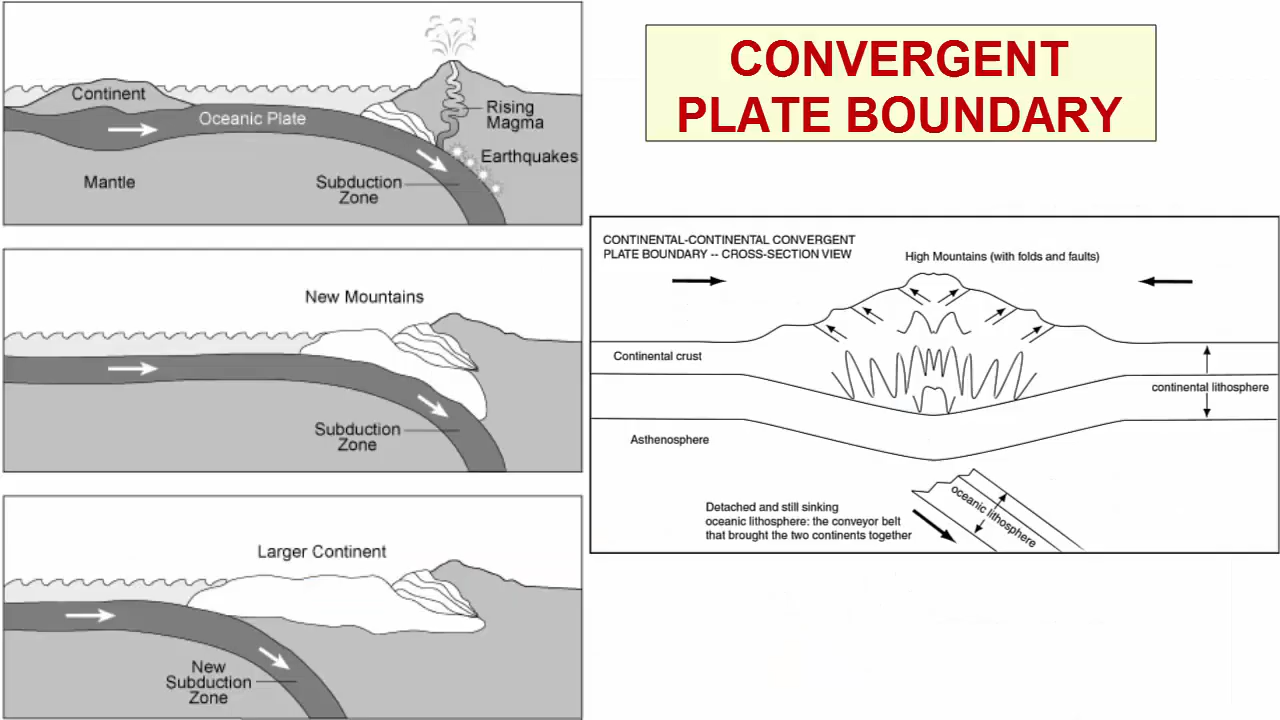 CONVERGENT
PLATE BOUNDARY
Continent
Oceanic Plate
Rising
Magma
Earthquakes
Mantle
Subduction
Zone
New Mountains
Subduction
Zone
Larger Continent
New
Subduction
Zone
CONTINENTAL-CONTINENTAL CONVERGENT
PLATE BOUNDARY -- CROSS-SECTION VIEW
High Mountains (with folds and faults)
Continental crust
continental lithosphere
Asthenosphere
Detached and still sinking
oceanic lithosphere: the conveyor belt
that brought the two continents together
oceanic lithosphere